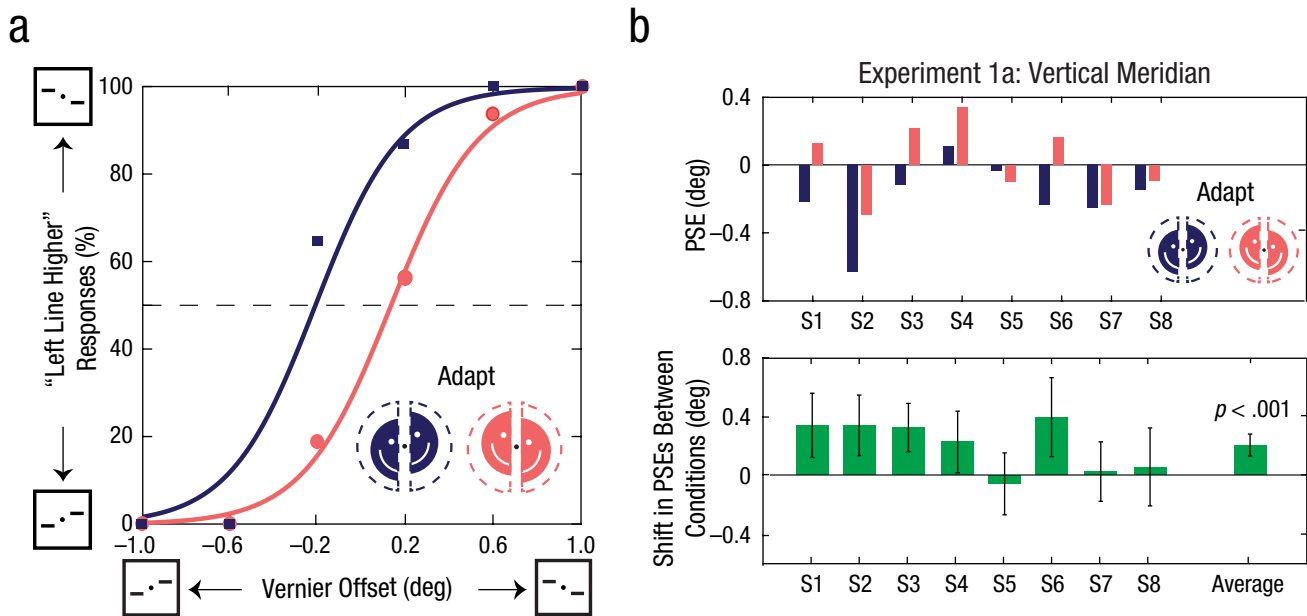 a
“Left Line Higher”
Responses (%)
100
80
60
40
20
0
−1.0 −0.6 −0.2 0.2 0.6 1.0
Vernier Offset (deg)
Adapt
b
Experiment 1a: Vertical Meridian
PSE (deg)
0.4
0
−0.4
−0.8
Adapt
S1 S2 S3 S4 S5 S6 S7 S8
Shift in PSEs Between
Conditions (deg)
0.8
0.4
0
−0.4
p < .001
S1 S2 S3 S4 S5 S6 S7 S8 Average